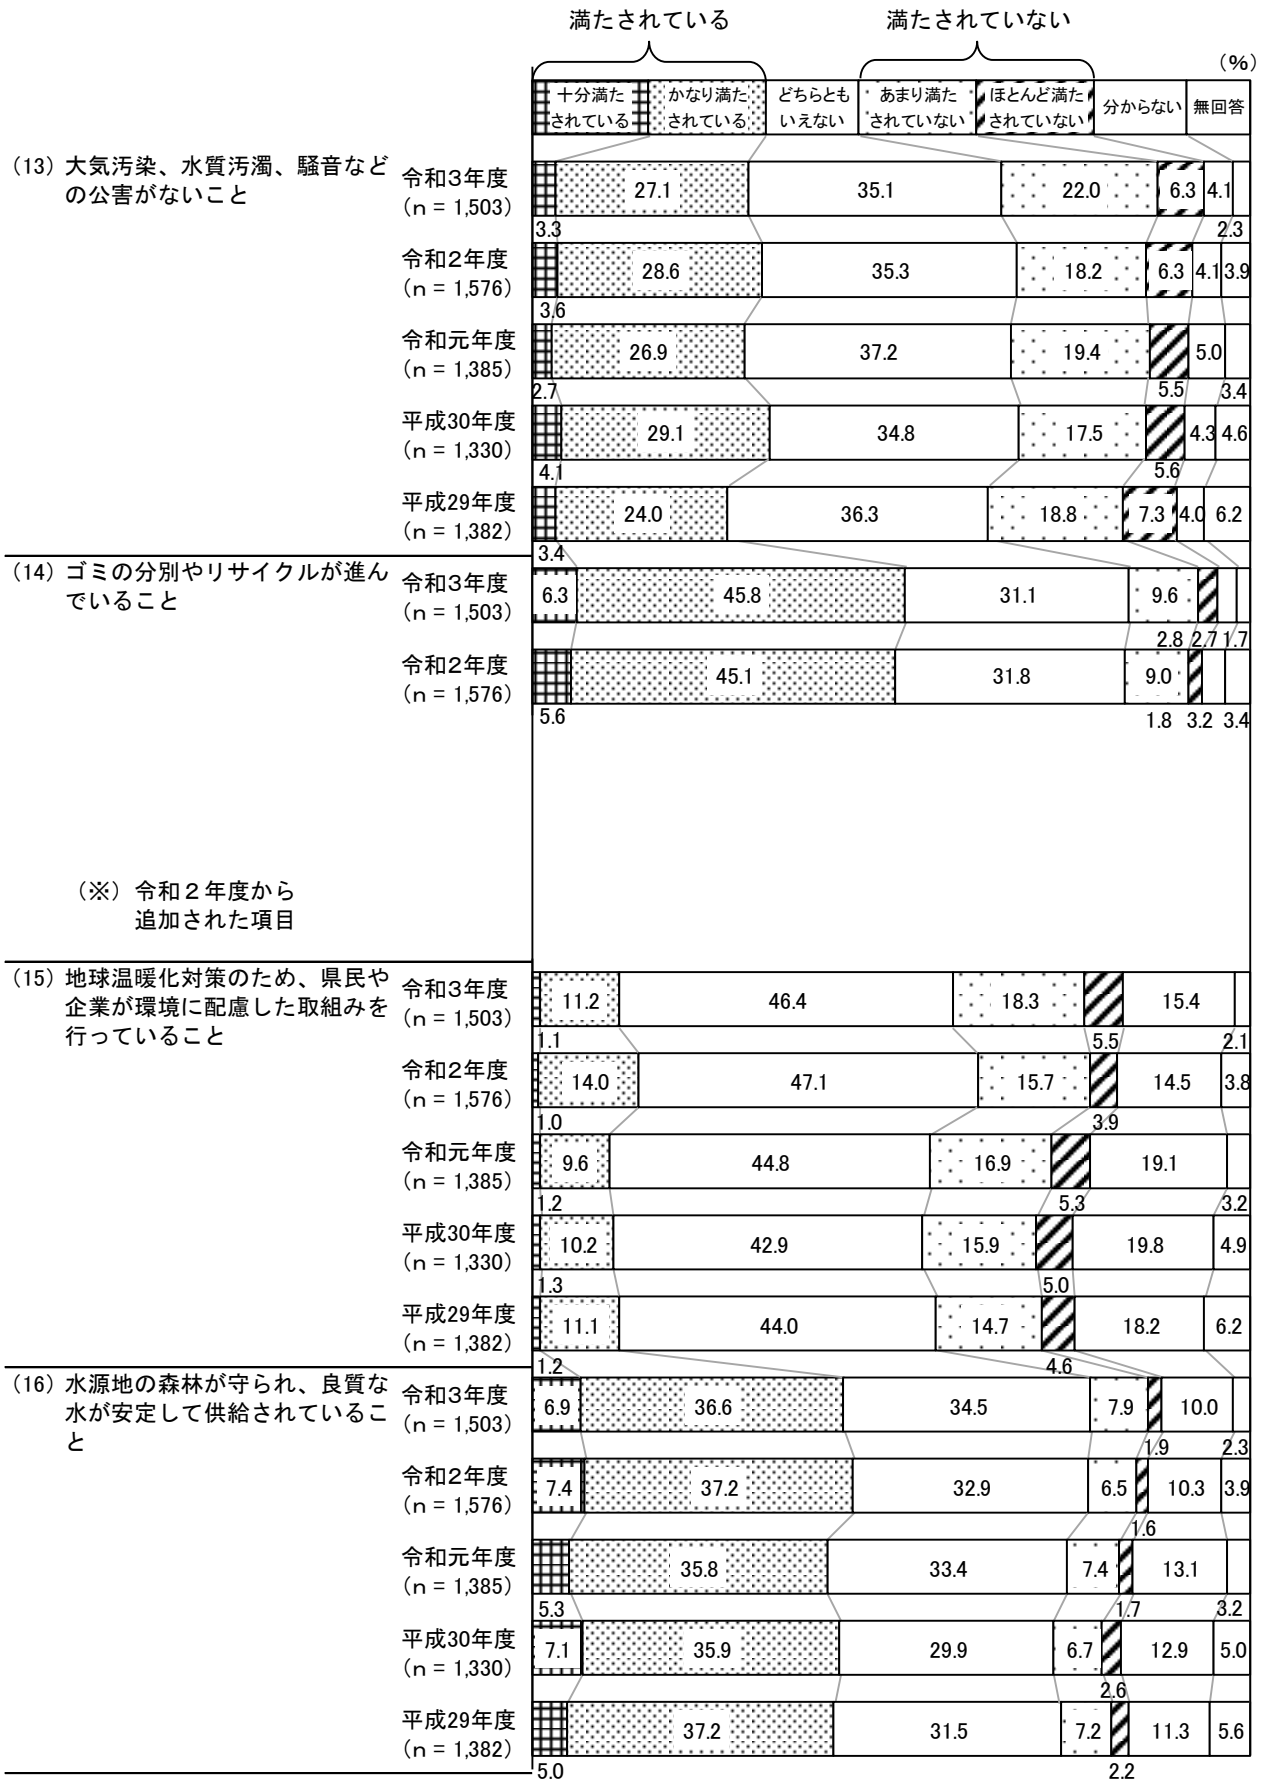 満たされている 満たされていない
(%)
十分満た かなり満た どちらとも あまり満た ほとんど満た 分からない 無回答
されている されている いえない されていない されていない
(13) 大気汚染、水質汚濁、騒音など
の公害がないこと
令和3年度
(n = 1,503)
27.1 35.1 22.0 6.3 4.1
3.3 2.3
令和2年度
(n = 1,576)
28.6 35.3 18.2 6.3 4.1 3.9
3.6
令和元年度
(n = 1,385)
26.9 37.2 19.4 5.0
2.7 5.5 3.4
平成30年度
(n = 1,330)
29.1 34.8 17.5 4.3 4.6
4.1 5.6
平成29年度
(n = 1,382)
24.0 36.3 18.8 7.3 4.0 6.2
3.4
(14) ゴミの分別やリサイクルが進ん
でいること
令和3年度
(n = 1,503)
6.3 45.8 31.1 9.6
2.8 2.7 1.7
令和2年度
(n = 1,576)
45.1 31.8 9.0
5.6 1.8 3.2 3.4
(※) 令和2年度から
追加された項目
(15) 地球温暖化対策のため、県民や
企業が環境に配慮した取組みを
行っていること
令和3年度
(n = 1,503)
11.2 46.4 18.3 15.4
1.1 5.5 2.1
令和2年度
(n = 1,576)
14.0 47.1 15.7 14.5 3.8
1.0 3.9
令和元年度
(n = 1,385)
9.6 44.8 16.9 19.1
1.2 5.3 3.2
平成30年度
(n = 1,330)
10.2 42.9 15.9 19.8 4.9
1.3 5.0
平成29年度
(n = 1,382)
11.1 44.0 14.7 18.2 6.2
1.2 4.6
(16) 水源地の森林が守られ、良質な
水が安定して供給されているこ
と
令和3年度
(n = 1,503)
6.9 36.6 34.5 7.9 10.0
1.9 2.3
令和2年度
(n = 1,576)
7.4 37.2 32.9 6.5 10.3 3.9
1.6
令和元年度
(n = 1,385)
35.8 33.4 7.4 13.1
5.3 1.7 3.2
平成30年度
(n = 1,330)
7.1 35.9 29.9 6.7 12.9 5.0
2.6
平成29年度
(n = 1,382)
37.2 31.5 7.2 11.3 5.6
5.0 2.2